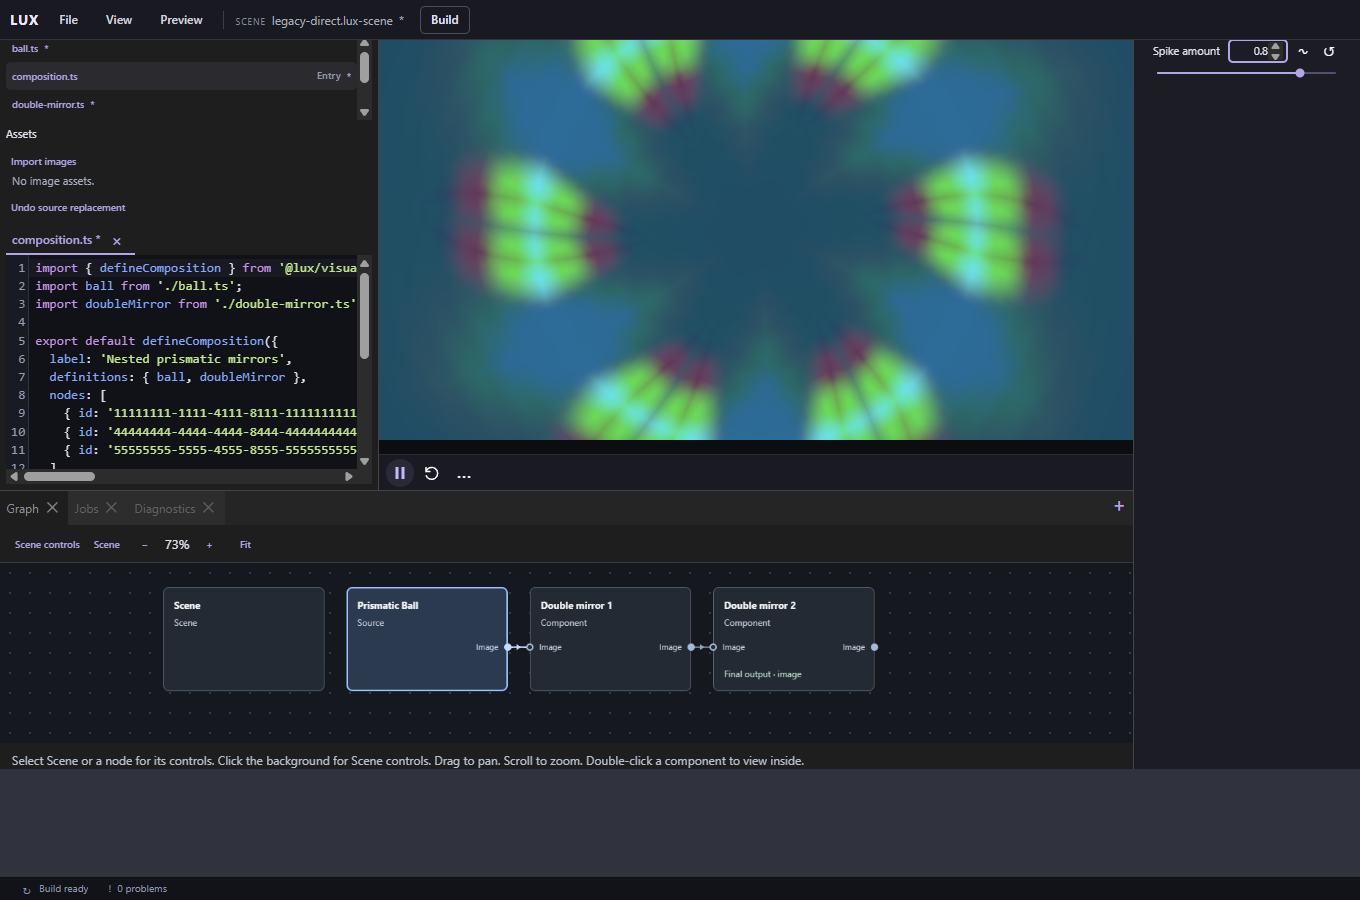 LUX File View Preview SCENE legacy-direct.lux-scene * Build
ball.ts *
composition.ts Entry *
double-mirror.ts *
Assets
Import images
No image assets.
Undo source replacement
composition.ts * ×
1 import { defineComposition } from '@lux/visua
2 import ball from './ball.ts';
3 import doubleMirror from './double-mirror.ts'
4
5 export default defineComposition({
6 label: 'Nested prismatic mirrors',
7 definitions: { ball, doubleMirror },
8 nodes: [
9 { id: '11111111-1111-4111-8111-1111111111
10 { id: '44444444-4444-4444-8444-4444444444
11 { id: '55555555-5555-4555-8555-5555555555
12 ]
...
Spike amount 0.8
Graph Jobs Diagnostics +
Scene controls Scene − 73% + Fit
Scene
Scene
Prismatic Ball
Source
Image
Double mirror 1
Component
Image Image
Double mirror 2
Component
Image Image
Final output · image
Select Scene or a node for its controls. Click the background for Scene controls. Drag to pan. Scroll to zoom. Double-click a component to view inside.
Build ready ! 0 problems